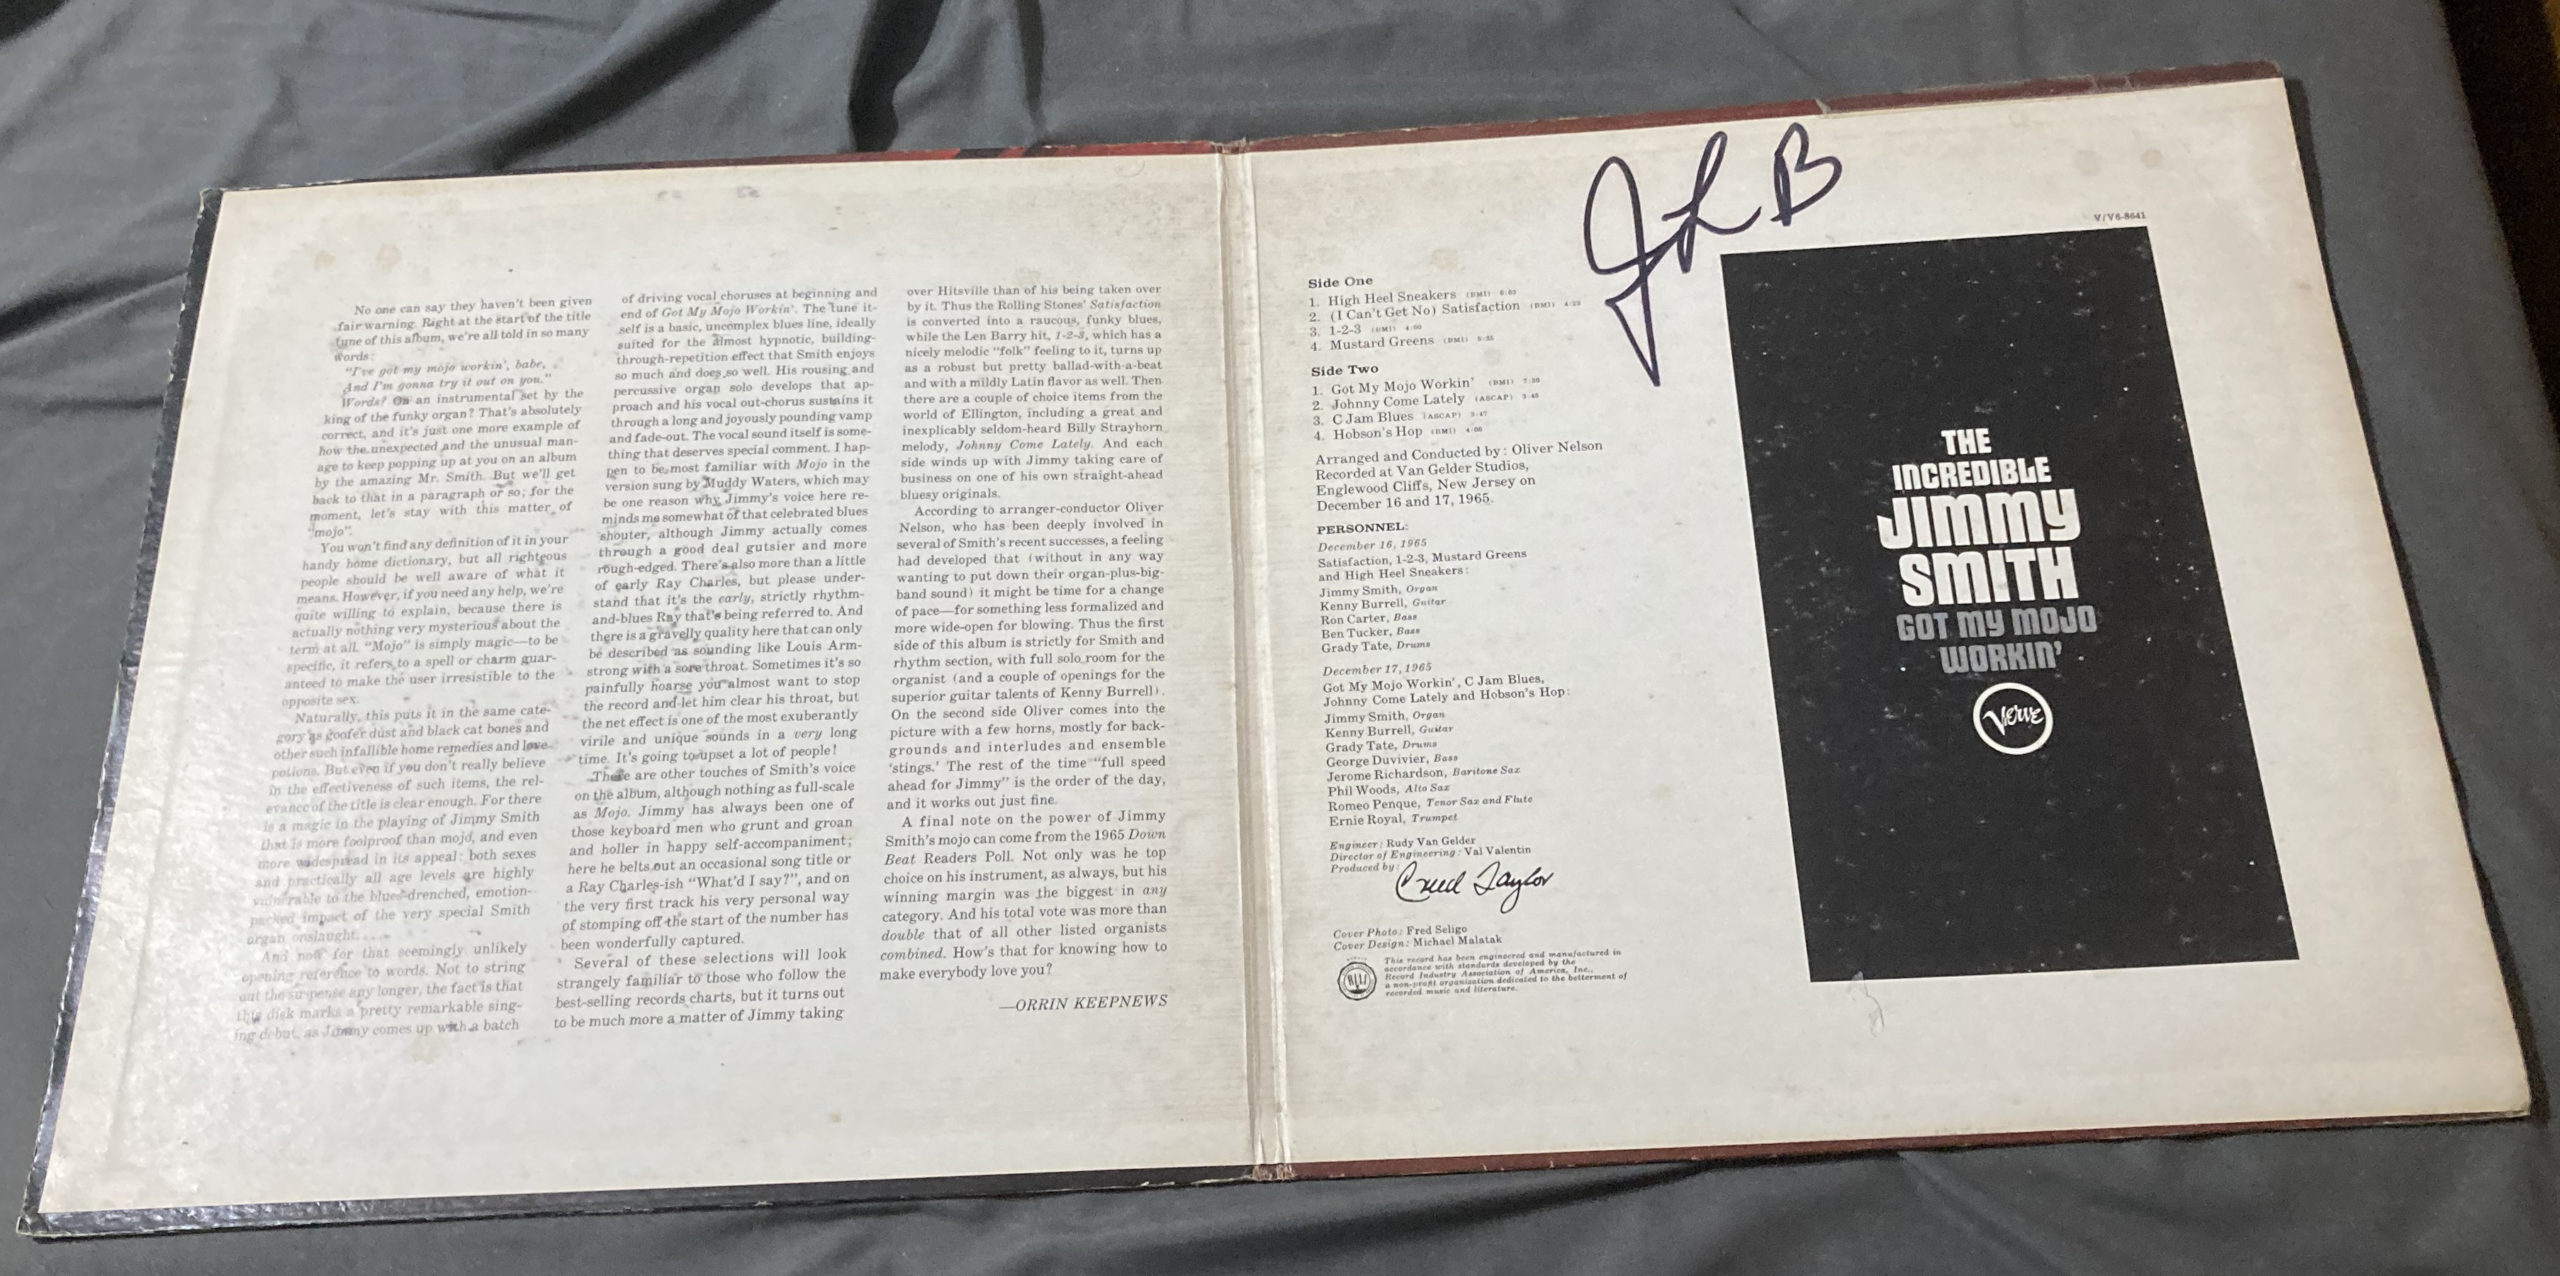 No one can say they haven't been given
fair warning. Right at the start of the title
tune of this album, we're all told in so many
words:
"I've got my mojo workin', babe,
And I'm gonna try it out on you."
Words? On an instrumental set by the
king of the funky organ? That's absolutely
correct, and it's just one more example of
how the unexpected and the unusual man-
age to keep popping up at you on an album
by the amazing Mr. Smith. But we'll get
back to that in a paragraph or so; for the
moment, let's stay with this matter of
"mojo".
You won't find any definition of it in your
handy home dictionary, but all righteous
people should be well aware of what it
means. However, if you need any help, we're
quite willing to explain, because there is
actually nothing very mysterious about the
term at all. "Mojo" is simply magic—to be
specific, it refers to a spell or charm guar-
anteed to make the user irresistible to the
opposite sex.
Naturally, this puts it in the same cate-
gory as goofer dust and black cat bones and
other such infallible home remedies and love
potions. But even if you don't really believe
in the effectiveness of such items, the rel-
evance of the title is clear enough. For there
is a magic in the playing of Jimmy Smith
that is more foolproof than mojo, and even
more widespread in its appeal: both sexes
and practically all age levels are highly
vulnerable to the blues-drenched, emotion-
packed impact of the very special Smith
organ onslaught. . . .
And now for that seemingly unlikely
opening reference to words. Not to string
out the suspense any longer, the fact is that
this disk marks a pretty remarkable sing-
ing debut, as Jimmy comes up with a batch
of driving vocal choruses at beginning and
end of Got My Mojo Workin'. The tune it-
self is a basic, uncomplex blues line, ideally
suited for the almost hypnotic, building-
through-repetition effect that Smith enjoys
so much and does so well. His rousing and
percussive organ solo develops that ap-
proach and his vocal out-chorus sustains it
through a long and joyously pounding vamp
and fade-out. The vocal sound itself is some-
thing that deserves special comment. I hap-
pen to be most familiar with Mojo in the
version sung by Muddy Waters, which may
be one reason why Jimmy's voice here re-
minds me somewhat of that celebrated blues
shouter, although Jimmy actually comes
through a good deal gutsier and more
rough-edged. There's also more than a little
of early Ray Charles, but please under-
stand that it's the early, strictly rhythm-
and-blues Ray that's being referred to. And
there is a gravelly quality here that can only
be described as sounding like Louis Arm-
strong with a sore throat. Sometimes it's so
painfully hoarse you almost want to stop
the record and let him clear his throat, but
the net effect is one of the most exuberantly
virile and unique sounds in a very long
time. It's going to upset a lot of people!
There are other touches of Smith's voice
on the album, although nothing as full-scale
as Mojo. Jimmy has always been one of
those keyboard men who grunt and groan
and holler in happy self-accompaniment;
here he belts out an occasional song title or
a Ray Charles-ish "What'd I say?", and on
the very first track his very personal way
of stomping off the start of the number has
been wonderfully captured.
Several of these selections will look
strangely familiar to those who follow the
best-selling records charts, but it turns out
to be much more a matter of Jimmy taking
over Hitsville than of his being taken over
by it. Thus the Rolling Stones' Satisfaction
is converted into a raucous, funky blues,
while the Len Barry hit, 1-2-3, which has a
nicely melodic "folk" feeling to it, turns up
as a robust but pretty ballad-with-a-beat
and with a mildly Latin flavor as well. Then
there are a couple of choice items from the
world of Ellington, including a great and
inexplicably seldom-heard Billy Strayhorn
melody, Johnny Come Lately. And each
side winds up with Jimmy taking care of
business on one of his own straight-ahead
bluesy originals.
According to arranger-conductor Oliver
Nelson, who has been deeply involved in
several of Smith's recent successes, a feeling
had developed that (without in any way
wanting to put down their organ-plus-big-
band sound) it might be time for a change
of pace—for something less formalized and
more wide-open for blowing. Thus the first
side of this album is strictly for Smith and
rhythm section, with full solo room for the
organist (and a couple of openings for the
superior guitar talents of Kenny Burrell).
On the second side Oliver comes into the
picture with a few horns, mostly for back-
grounds and interludes and ensemble
'stings.' The rest of the time "full speed
ahead for Jimmy" is the order of the day,
and it works out just fine.
A final note on the power of Jimmy
Smith's mojo can come from the 1965 Down
Beat Readers Poll. Not only was he top
choice on his instrument, as always, but his
winning margin was the biggest in any
category. And his total vote was more than
double that of all other listed organists
combined. How's that for knowing how to
make everybody love you?
—ORRIN KEEPNEWS
Side One
1. High Heel Sneakers (BMI)
2. (I Can't Get No) Satisfaction (BMI)
3. 1-2-3 (BMI) 4:00
4. Mustard Greens (BMI)
Side Two
1. Got My Mojo Workin' (BMI) 7:30
2. Johnny Come Lately (ASCAP) 3:45
3. C Jam Blues (ASCAP) 3:47
4. Hobson's Hop (BMI) 4:00
Arranged and Conducted by: Oliver Nelson
Recorded at Van Gelder Studios,
Englewood Cliffs, New Jersey on
December 16 and 17, 1965.
PERSONNEL:
December 16, 1965
Satisfaction, 1-2-3, Mustard Greens
and High Heel Sneakers:
Jimmy Smith, Organ
Kenny Burrell, Guitar
Ron Carter, Bass
Ben Tucker, Bass
Grady Tate, Drums
December 17, 1965
Got My Mojo Workin', C Jam Blues,
Johnny Come Lately and Hobson's Hop:
Jimmy Smith, Organ
Kenny Burrell, Guitar
Grady Tate, Drums
George Duvivier, Bass
Jerome Richardson, Baritone Sax
Phil Woods, Alto Sax
Romeo Penque, Tenor Sax and Flute
Ernie Royal, Trumpet
Engineer: Rudy Van Gelder
Director of Engineering: Val Valentin
Produced by:
Creed Taylor
Cover Photo: Fred Seligo
Cover Design: Michael Malatak
This record has been engineered and manufactured in
accordance with standards developed by the
Record Industry Association of America, Inc.,
a non-profit organization dedicated to the betterment of
recorded music and literature.
V/V6-8641
THE
INCREDIBLE
JIMMY
SMITH
GOT MY MOJO
WORKIN'
Verve